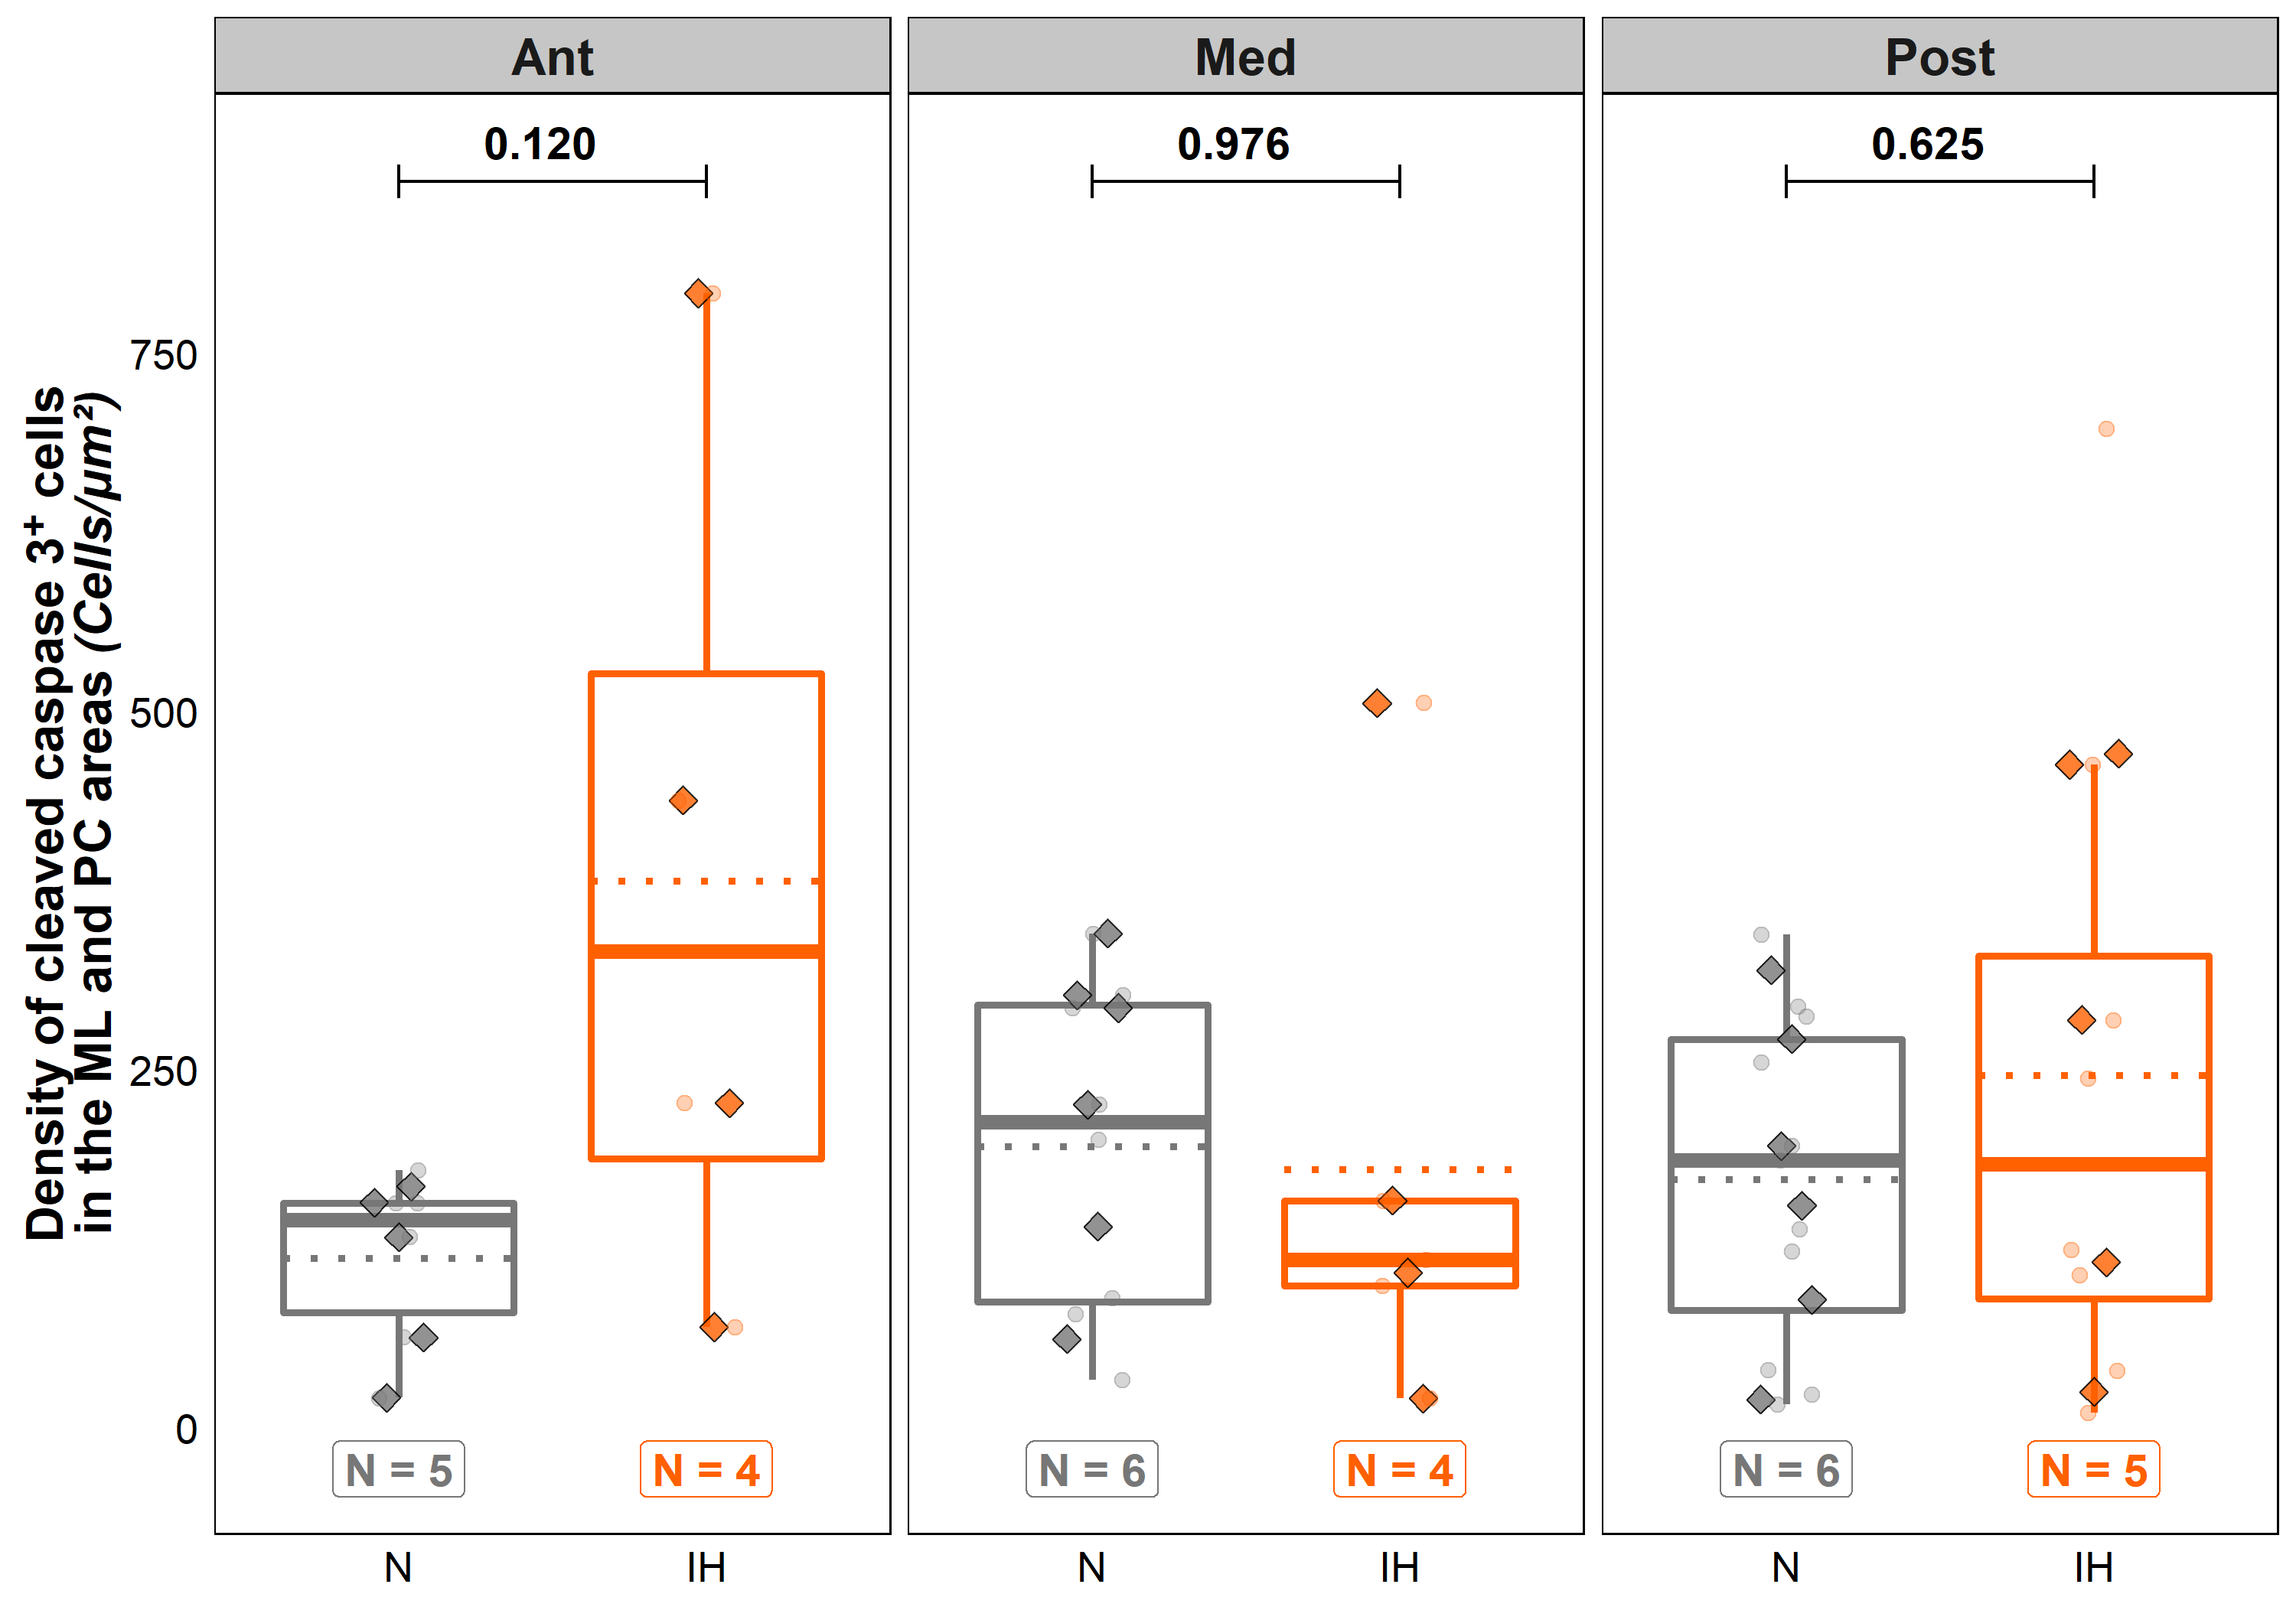 Ant
Med
Post
0.120
0.976
0.625
Density of cleaved caspase 3⁺ cells
in the ML and PC areas (Cells/µm²)
750
500
250
0
N = 5
N = 4
N = 6
N = 4
N = 6
N = 5
N
IH
N
IH
N
IH